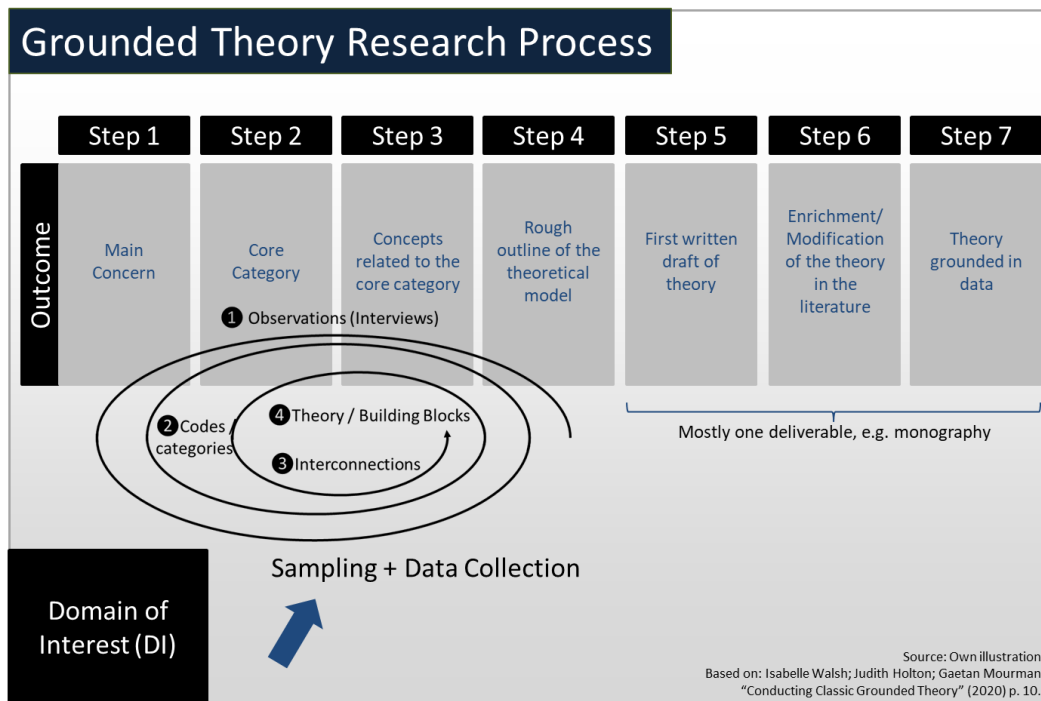 Grounded Theory Research Process
Step 1
Step 2
Step 3
Step 4
Step 5
Step 6
Step 7
Outcome
Main
Concern
Core
Category
Concepts
related to the
core category
Rough
outline of the
theoretical
model
First written
draft of
theory
Enrichment/
Modification
of the theory
in the
literature
Theory
grounded in
data
1 Observations (Interviews)
2 Codes /
categories
4 Theory / Building Blocks
3 Interconnections
Mostly one deliverable, e.g. monography
Sampling + Data Collection
Domain of
Interest (DI)
Source: Own illustration
Based on: Isabelle Walsh; Judith Holton; Gaetan Mourman
“Conducting Classic Grounded Theory” (2020) p. 10.